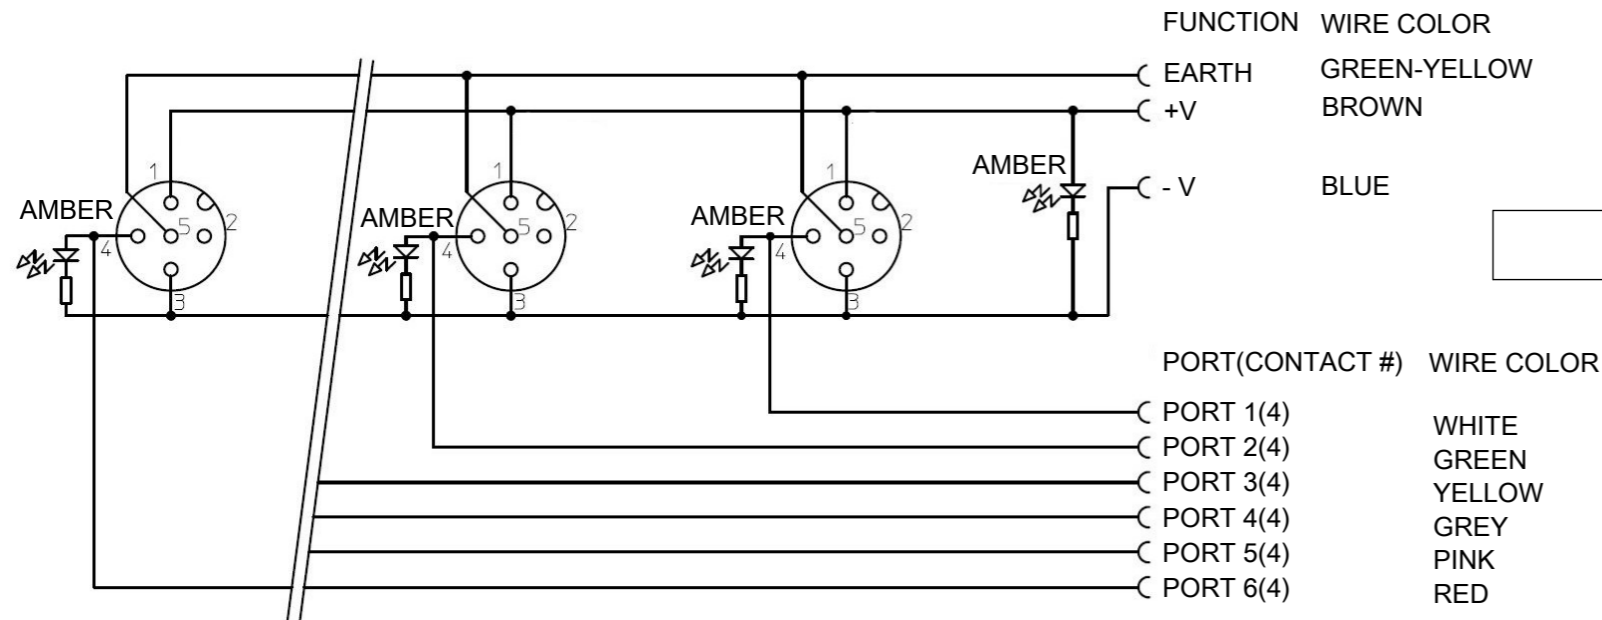 FUNCTION WIRE COLOR
EARTH GREEN-YELLOW
+V BROWN
AMBER
- V BLUE
AMBER 1 5 2 4 3
AMBER 1 5 2 4 3
AMBER 1 5 2 4 3
PORT(CONTACT #) WIRE COLOR
PORT 1(4) WHITE
PORT 2(4) GREEN
PORT 3(4) YELLOW
PORT 4(4) GREY
PORT 5(4) PINK
PORT 6(4) RED